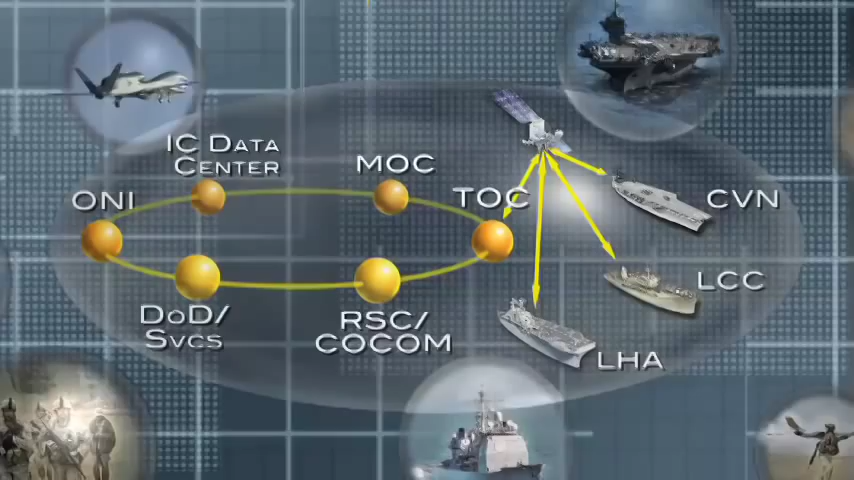 IC DATA
CENTER
MOC
ONI
TOC
CVN
LCC
DoD/
SVCS
RSC/
COCOM
LHA